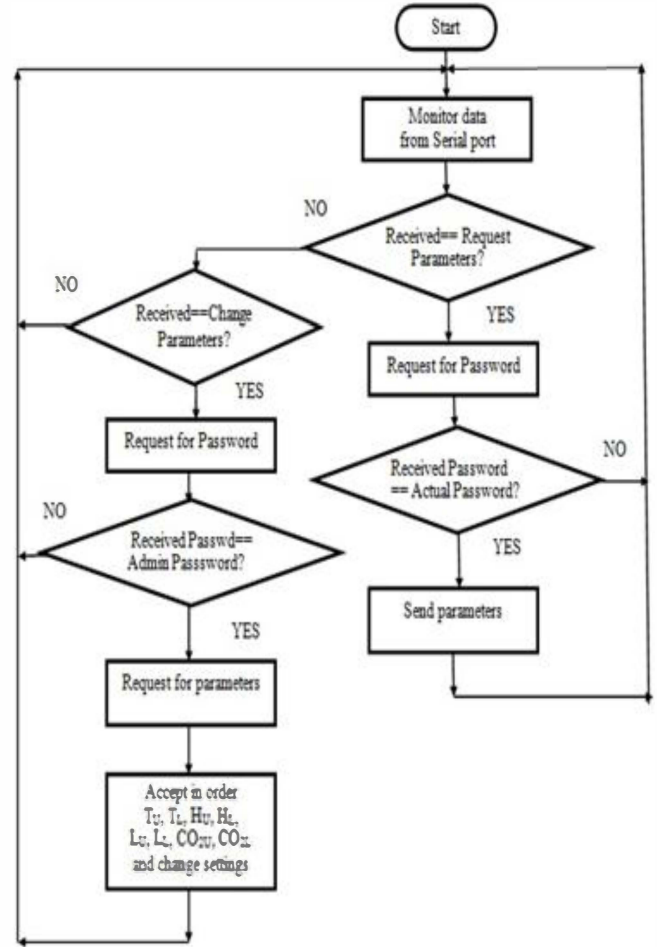 Start
Monitor data
from Serial port
NO
Received== Request
Parameters?
NO
Received==Change
Parameters?
YES
YES
Request for Password
Request for Password
NO
Received Password
== Actual Password?
NO
Received Passwd==
Admin Passsword?
YES
YES
Send parameters
Request for parameters
Accept in order
TU, TL, HU, HL,
LU, LL, CO2U, CO2L
and change settings